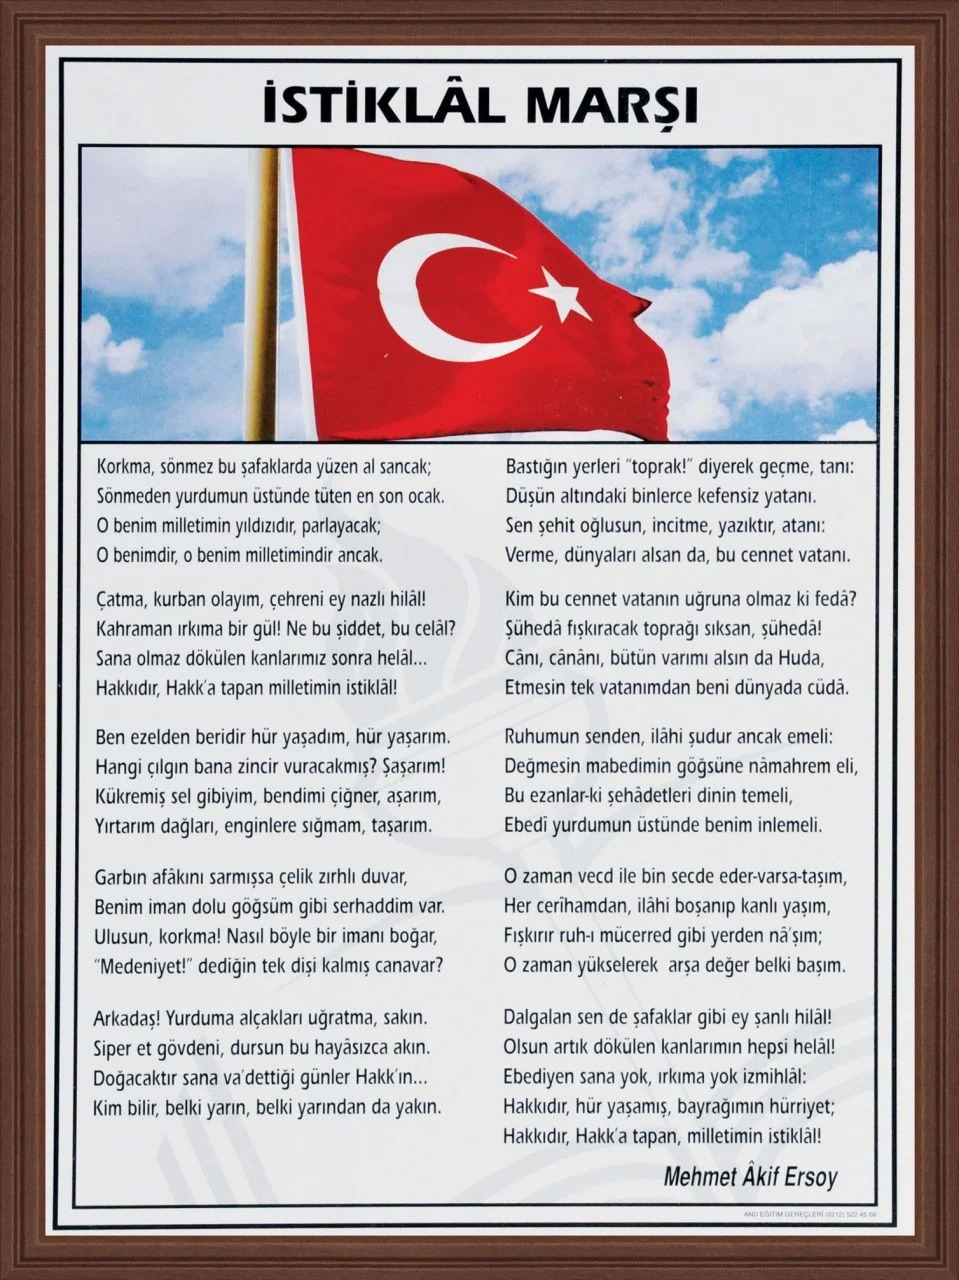 İSTİKLÂL MARŞI
Korkma, sönmez bu şafaklarda yüzen al sancak;
Sönmeden yurdumun üstünde tüten en son ocak.
O benim milletimin yıldızıdır, parlayacak;
O benimdir, o benim milletimindir ancak.
Çatma, kurban olayım, çehreni ey nazlı hilâl!
Kahraman ırkıma bir gül! Ne bu şiddet, bu celâl?
Sana olmaz dökülen kanlarımız sonra helâl...
Hakkıdır, Hakk'a tapan milletimin istiklâl!
Ben ezelden beridir hür yaşadım, hür yaşarım.
Hangi çılgın bana zincir vuracakmış? Şaşarım!
Kükremiş sel gibiyim, bendimi çiğner, aşarım,
Yırtarım dağları, enginlere sığmam, taşarım.
Garbın afâkını sarmışsa çelik zırhlı duvar,
Benim iman dolu göğsüm gibi serhaddim var.
Ulusun, korkma! Nasıl böyle bir imanı boğar,
"Medeniyet!" dediğin tek dişi kalmış canavar?
Arkadaş! Yurduma alçakları uğratma, sakın.
Siper et gövdeni, dursun bu hayâsızca akın.
Doğacaktır sana va'dettiği günler Hakk'ın...
Kim bilir, belki yarın, belki yarından da yakın.
Bastığın yerleri "toprak!" diyerek geçme, tanı:
Düşün altındaki binlerce kefensiz yatanı.
Sen şehit oğlusun, incitme, yazıktır, atanı:
Verme, dünyaları alsan da, bu cennet vatanı.
Kim bu cennet vatanın uğruna olmaz ki fedâ?
Şühedâ fışkıracak toprağı sıksan, şühedâ!
Cânı, cânânı, bütün varımı alsın da Huda,
Etmesin tek vatanımdan beni dünyada cüdâ.
Ruhumun senden, ilâhi şudur ancak emeli:
Değmesin mabedimin göğsüne nâmahrem eli,
Bu ezanlar-ki şehâdetleri dinin temeli,
Ebedî yurdumun üstünde benim inlemeli.
O zaman vecd ile bin secde eder-varsa-taşım,
Her cerîhamdan, ilâhi boşanıp kanlı yaşım,
Fışkırır ruh-ı mücerred gibi yerden nâ'şım;
O zaman yükselerek arşa değer belki başım.
Dalgalan sen de şafaklar gibi ey şanlı hilâl!
Olsun artık dökülen kanlarımın hepsi helâl!
Ebediyen sana yok, ırkıma yok izmihlâl:
Hakkıdır, hür yaşamış, bayrağımın hürriyet;
Hakkıdır, Hakk'a tapan, milletimin istiklâl!
Mehmet Âkif Ersoy
AND EĞİTİM GEREÇLERİ (0212) 522 45 08